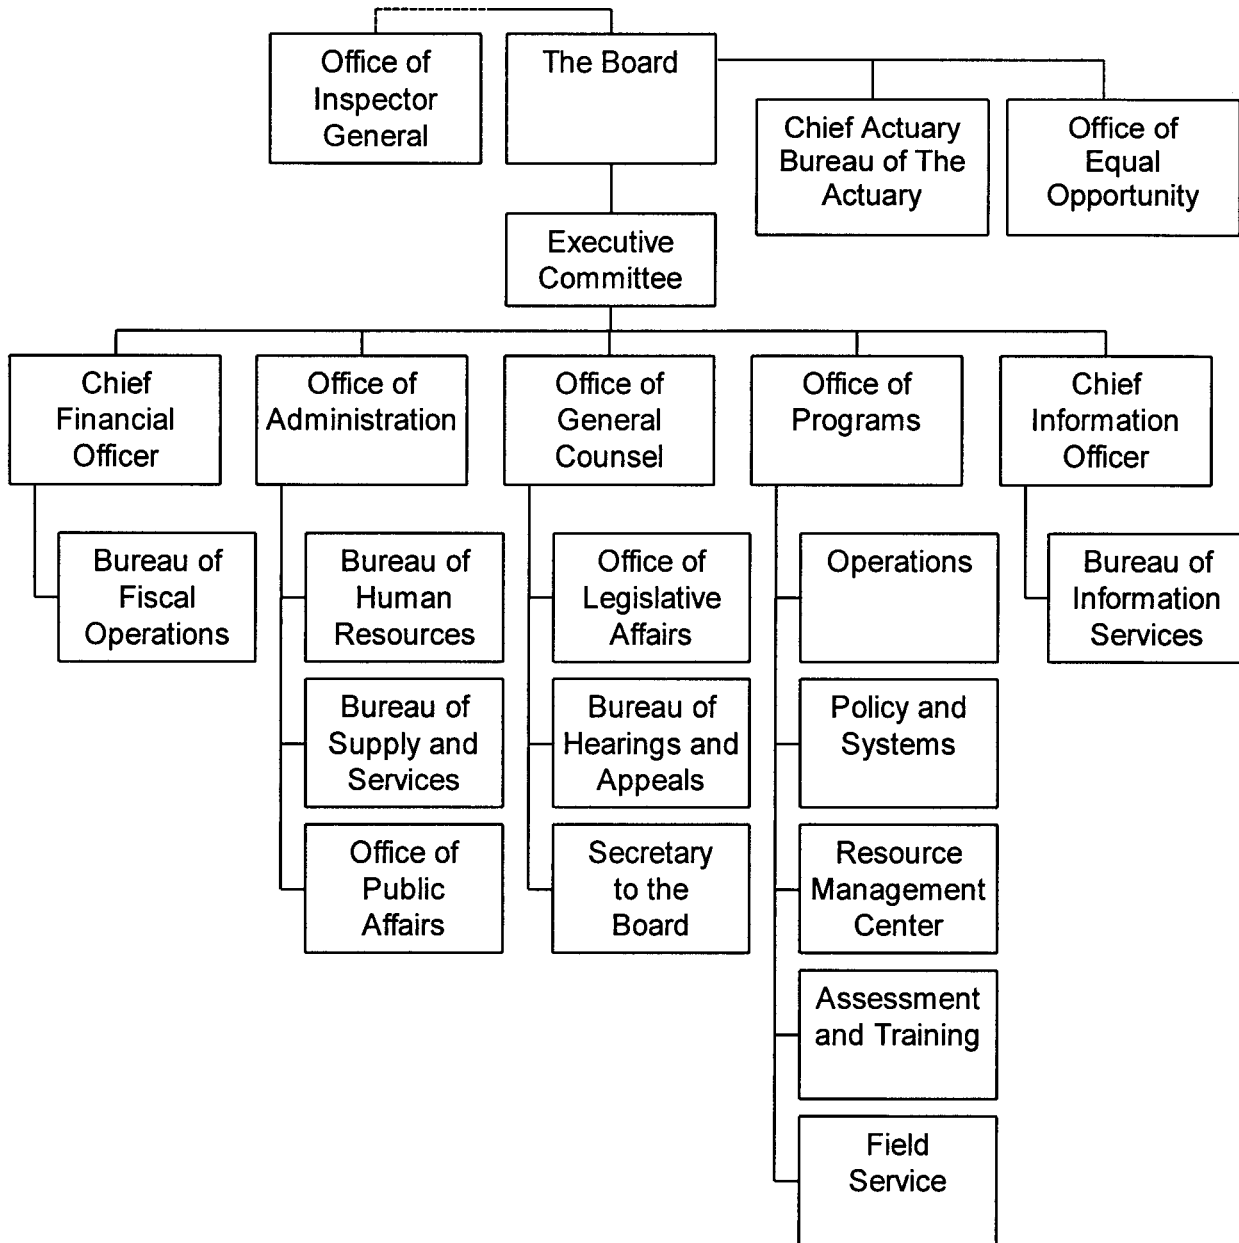 Office of
Inspector
General
The Board
Chief Actuary
Bureau of The
Actuary
Office of
Equal
Opportunity
Executive
Committee
Chief
Financial
Officer
Office of
Administration
Office of
General
Counsel
Office of
Programs
Chief
Information
Officer
Bureau of
Fiscal
Operations
Bureau of
Human
Resources
Office of
Legislative
Affairs
Operations
Bureau of
Information
Services
Bureau of
Supply and
Services
Bureau of
Hearings and
Appeals
Policy and
Systems
Office of
Public
Affairs
Secretary
to the
Board
Resource
Management
Center
Assessment
and Training
Field
Service